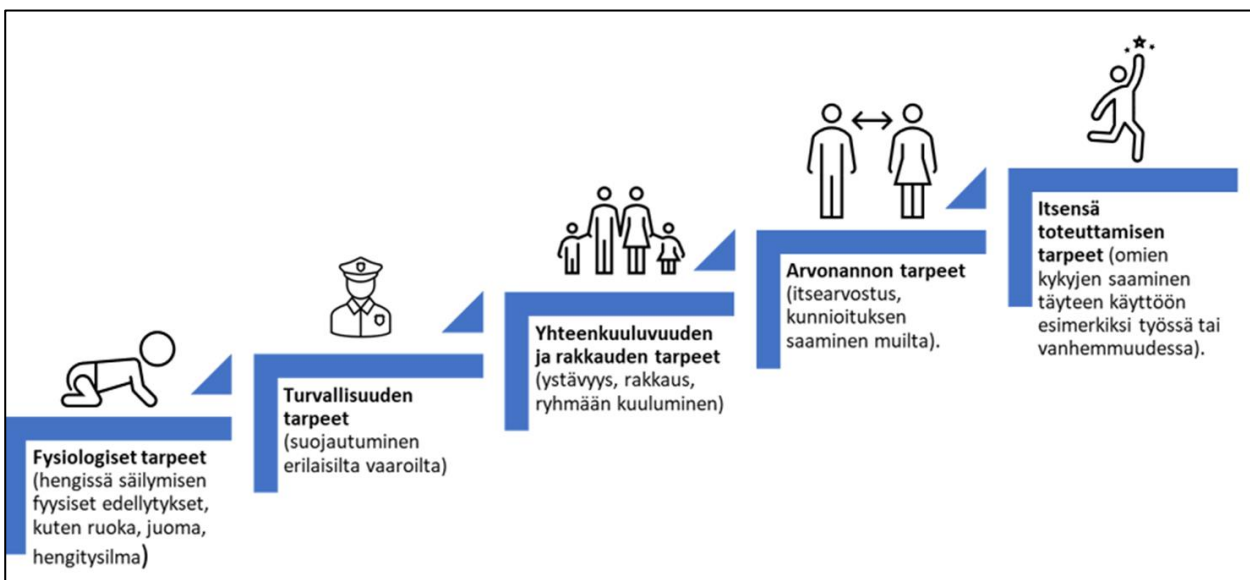 Fysiologiset tarpeet
(hengissä säilymisen
fyysiset edellytykset,
kuten ruoka, juoma,
hengitysilma)
Turvallisuuden
tarpeet
(suojautuminen
erilaisilta vaaroilta)
Yhteenkuuluvuuden
ja rakkauden tarpeet
(ystävyys, rakkaus,
ryhmään kuuluminen)
Arvonannon tarpeet
(itsearvostus,
kunnioituksen
saaminen muilta).
Itsensä
toteuttamisen
tarpeet (omien
kykyjen saaminen
täyteen käyttöön
esimerkiksi työssä tai
vanhemmuudessa).